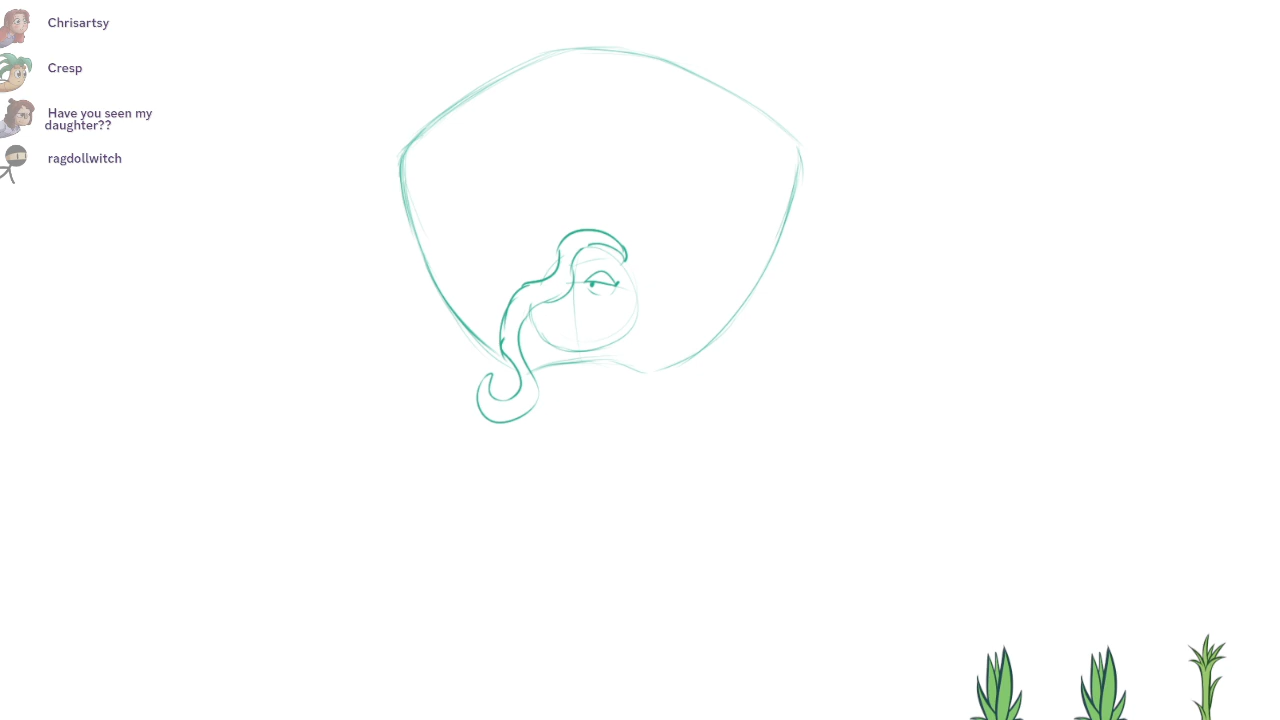 Chrisartsy
Cresp
Have you seen my
daughter??
ragdollwitch